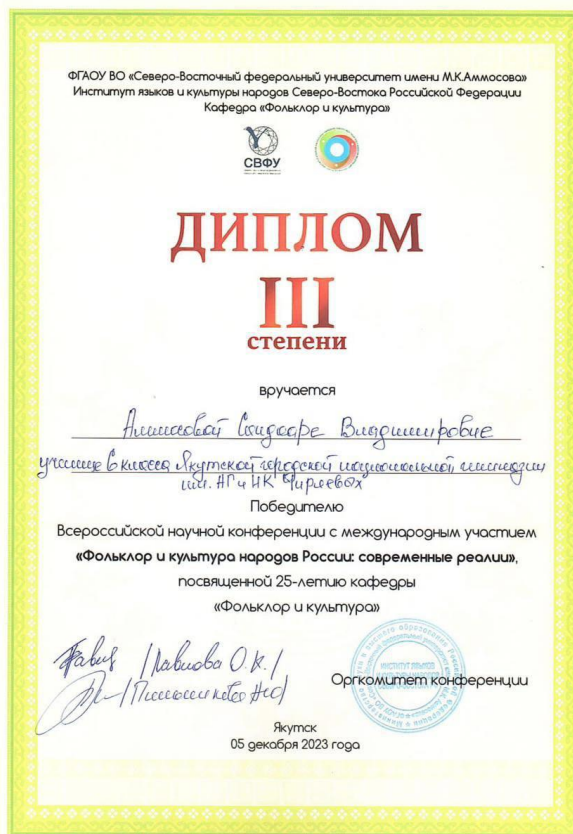 ФГАОУ ВО «Северо-Восточный федеральный университет имени М.К.Аммосова»
Институт языков и культуры народов Северо-Востока Российской Федерации
Кафедра «Фольклор и культура»
СВФУ
ДИПЛОМ
III
степени
вручается
Владимировне
ученице 6 класса Якутской городской национальной гимназии
им. АГ и НК Чиряевых
Победителю
Всероссийской научной конференции с международным участием
«Фольклор и культура народов России: современные реалии»,
посвященной 25-летию кафедры
«Фольклор и культура»
/Павлова О.К./
Оргкомитет конференции
Якутск
05 декабря 2023 года